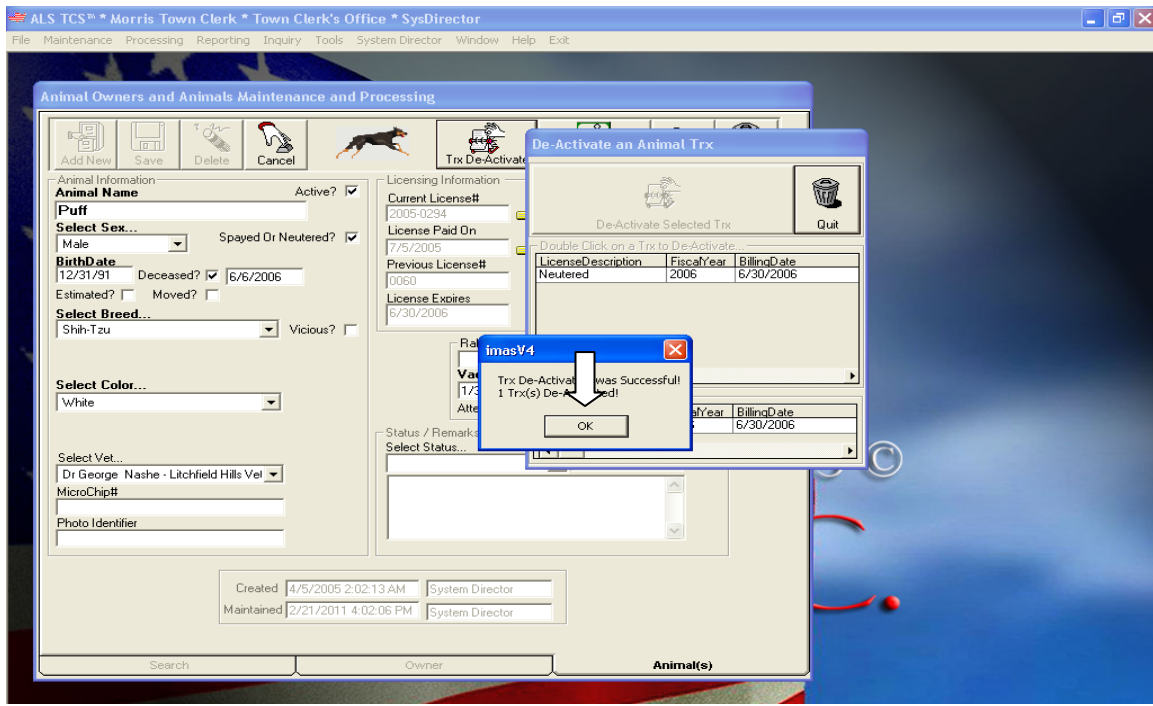 ALS TCS™ * Morris Town Clerk * Town Clerk's Office * SysDirector
File Maintenance Processing Reporting Inquiry Tools System Director Window Help Exit
Animal Owners and Animals Maintenance and Processing
Add New Save Delete Cancel Trx De-Activate
Animal Information
Animal Name Active?
Puff
Select Sex...
Male Spayed Or Neutered?
BirthDate
12/31/91 Deceased? 6/6/2006
Estimated? Moved?
Select Breed...
Shih-Tzu Vicious?
Select Color...
White
Select Vet...
Dr George Nashe - Litchfield Hills Vet
MicroChip#
Photo Identifier
Licensing Information
Current License#
2005-0294
License Paid On
7/5/2005
Previous License#
0060
License Expires
6/30/2006
Status / Remarks
Select Status...
De-Activate an Animal Trx
De-Activate Selected Trx Quit
Double Click on a Trx to De-Activate...
LicenseDescription FiscalYear BillingDate
Neutered 2006 6/30/2006
BillingDate
6/30/2006
imasV4
Trx was Successful!
1 Trx(s)
OK
Created 4/5/2005 2:02:13 AM System Director
Maintained 2/21/2011 4:02:06 PM System Director
Search Owner Animal(s)
©